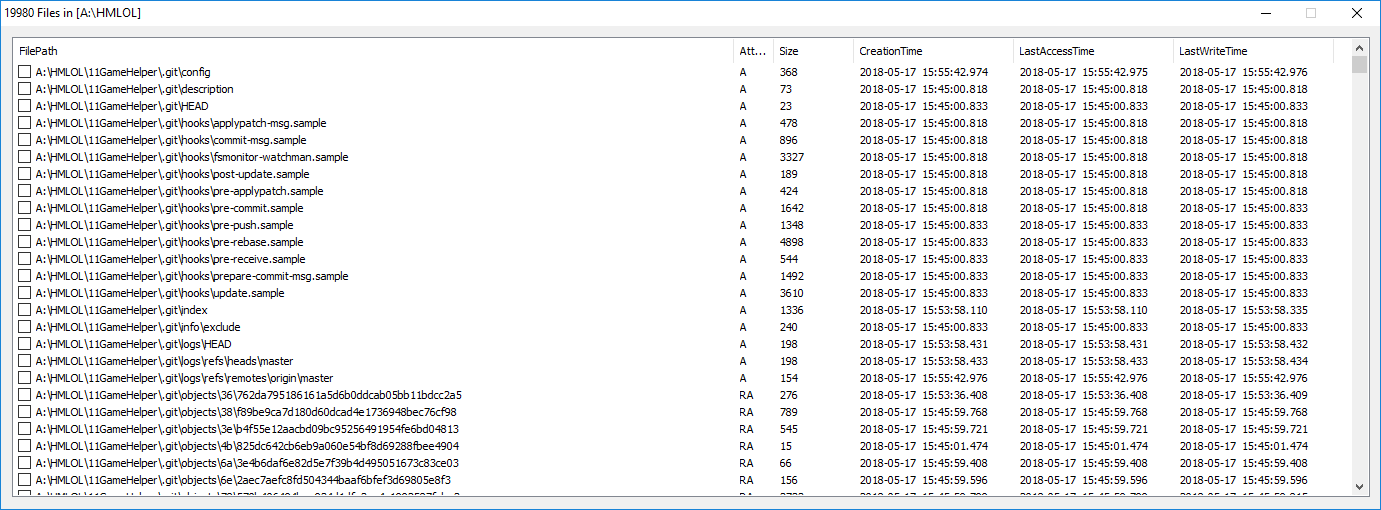 19980 Files in [A:\HMLOL]
FilePath Att... Size CreationTime LastAccessTime LastWriteTime
A:\HMLOL\11GameHelper\.git\config A 368 2018-05-17 15:55:42.974 2018-05-17 15:55:42.975 2018-05-17 15:55:42.976
A:\HMLOL\11GameHelper\.git\description A 73 2018-05-17 15:45:00.818 2018-05-17 15:45:00.818 2018-05-17 15:45:00.818
A:\HMLOL\11GameHelper\.git\HEAD A 23 2018-05-17 15:45:00.833 2018-05-17 15:45:00.833 2018-05-17 15:45:00.833
A:\HMLOL\11GameHelper\.git\hooks\applypatch-msg.sample A 478 2018-05-17 15:45:00.818 2018-05-17 15:45:00.818 2018-05-17 15:45:00.818
A:\HMLOL\11GameHelper\.git\hooks\commit-msg.sample A 896 2018-05-17 15:45:00.818 2018-05-17 15:45:00.818 2018-05-17 15:45:00.818
A:\HMLOL\11GameHelper\.git\hooks\fsmonitor-watchman.sample A 3327 2018-05-17 15:45:00.818 2018-05-17 15:45:00.818 2018-05-17 15:45:00.818
A:\HMLOL\11GameHelper\.git\hooks\post-update.sample A 189 2018-05-17 15:45:00.818 2018-05-17 15:45:00.818 2018-05-17 15:45:00.818
A:\HMLOL\11GameHelper\.git\hooks\pre-applypatch.sample A 424 2018-05-17 15:45:00.818 2018-05-17 15:45:00.818 2018-05-17 15:45:00.818
A:\HMLOL\11GameHelper\.git\hooks\pre-commit.sample A 1642 2018-05-17 15:45:00.818 2018-05-17 15:45:00.818 2018-05-17 15:45:00.833
A:\HMLOL\11GameHelper\.git\hooks\pre-push.sample A 1348 2018-05-17 15:45:00.833 2018-05-17 15:45:00.833 2018-05-17 15:45:00.833
A:\HMLOL\11GameHelper\.git\hooks\pre-rebase.sample A 4898 2018-05-17 15:45:00.833 2018-05-17 15:45:00.833 2018-05-17 15:45:00.833
A:\HMLOL\11GameHelper\.git\hooks\pre-receive.sample A 544 2018-05-17 15:45:00.833 2018-05-17 15:45:00.833 2018-05-17 15:45:00.833
A:\HMLOL\11GameHelper\.git\hooks\prepare-commit-msg.sample A 1492 2018-05-17 15:45:00.833 2018-05-17 15:45:00.833 2018-05-17 15:45:00.833
A:\HMLOL\11GameHelper\.git\hooks\update.sample A 3610 2018-05-17 15:45:00.833 2018-05-17 15:45:00.833 2018-05-17 15:45:00.833
A:\HMLOL\11GameHelper\.git\index A 1336 2018-05-17 15:53:58.110 2018-05-17 15:53:58.110 2018-05-17 15:53:58.335
A:\HMLOL\11GameHelper\.git\info\exclude A 240 2018-05-17 15:45:00.833 2018-05-17 15:45:00.833 2018-05-17 15:45:00.833
A:\HMLOL\11GameHelper\.git\logs\HEAD A 198 2018-05-17 15:53:58.431 2018-05-17 15:53:58.431 2018-05-17 15:53:58.432
A:\HMLOL\11GameHelper\.git\logs\refs\heads\master A 198 2018-05-17 15:53:58.433 2018-05-17 15:53:58.433 2018-05-17 15:53:58.434
A:\HMLOL\11GameHelper\.git\logs\refs\remotes\origin\master A 154 2018-05-17 15:55:42.976 2018-05-17 15:55:42.976 2018-05-17 15:55:42.976
A:\HMLOL\11GameHelper\.git\objects\36\762da795186161a5d6b0ddcab05bb11bdcc2a5 RA 276 2018-05-17 15:53:36.408 2018-05-17 15:53:36.408 2018-05-17 15:53:36.409
A:\HMLOL\11GameHelper\.git\objects\38\f89be9ca7d180d60dcad4e1736948bec76cf98 RA 789 2018-05-17 15:45:59.768 2018-05-17 15:45:59.768 2018-05-17 15:45:59.768
A:\HMLOL\11GameHelper\.git\objects\3e\b4f55e12aacbd09bc95256491954fe6bd04813 RA 545 2018-05-17 15:45:59.721 2018-05-17 15:45:59.721 2018-05-17 15:45:59.721
A:\HMLOL\11GameHelper\.git\objects\4b\825dc642cb6eb9a060e54bf8d69288fbee4904 RA 15 2018-05-17 15:45:01.474 2018-05-17 15:45:01.474 2018-05-17 15:45:01.474
A:\HMLOL\11GameHelper\.git\objects\6a\3e4b6daf6e82d5e7f39b4d495051673c83ce03 RA 66 2018-05-17 15:45:59.408 2018-05-17 15:45:59.408 2018-05-17 15:45:59.408
A:\HMLOL\11GameHelper\.git\objects\6e\2aec7aefc8fd504344baaf6bfef3d69805e8f3 RA 156 2018-05-17 15:45:59.596 2018-05-17 15:45:59.596 2018-05-17 15:45:59.596